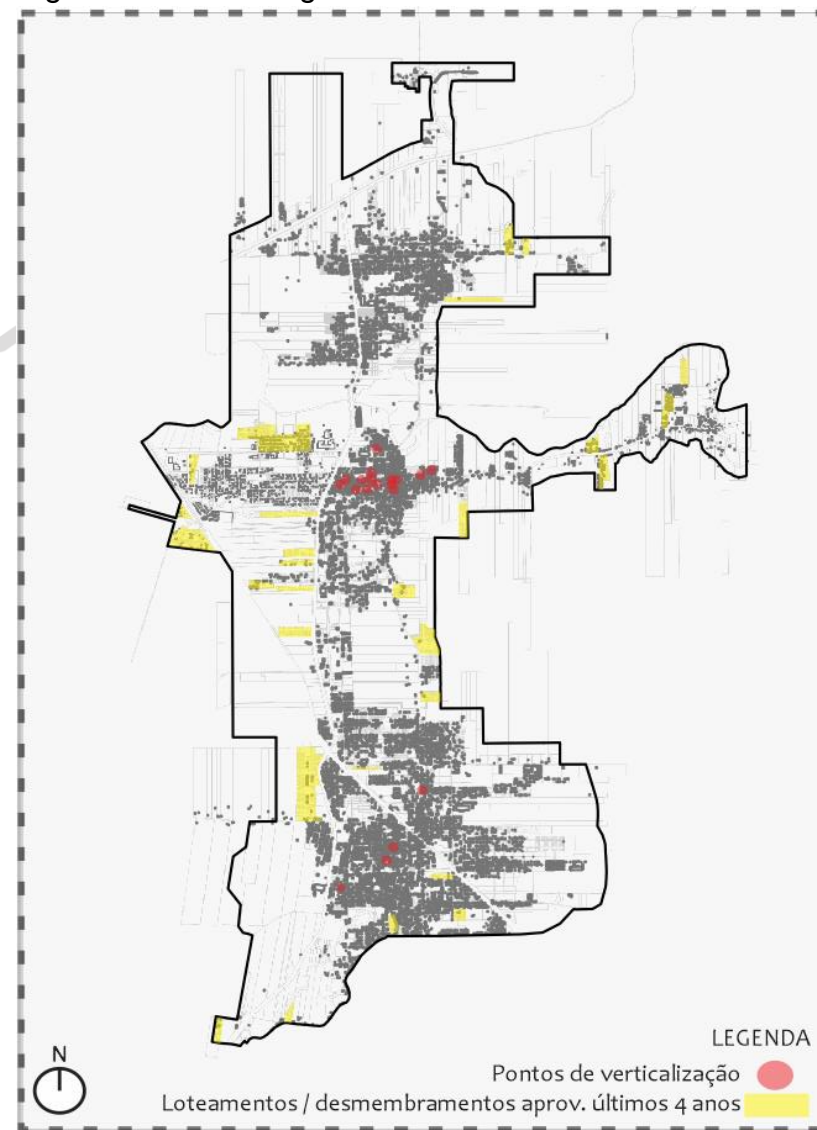 N
LEGENDA
Pontos de verticalização
Loteamentos / desmembramentos aprov. últimos 4 anos